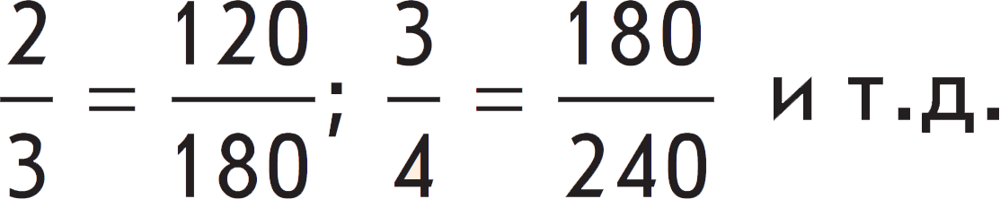 2/3 = 120/180; 3/4 = 180/240 и т.д.